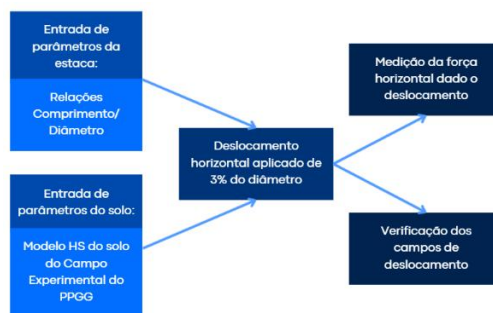 Entrada de
parâmetros da
estaca:
Relações
Comprimento/
Diâmetro
Entrada de
parâmetros do solo:
Modelo HS do solo
do Campo
Experimental do
PPGG
Deslocamento
horizontal aplicado de
3% do diâmetro
Medição da força
horizontal dado o
deslocamento
Verificação dos
campos de
deslocamento